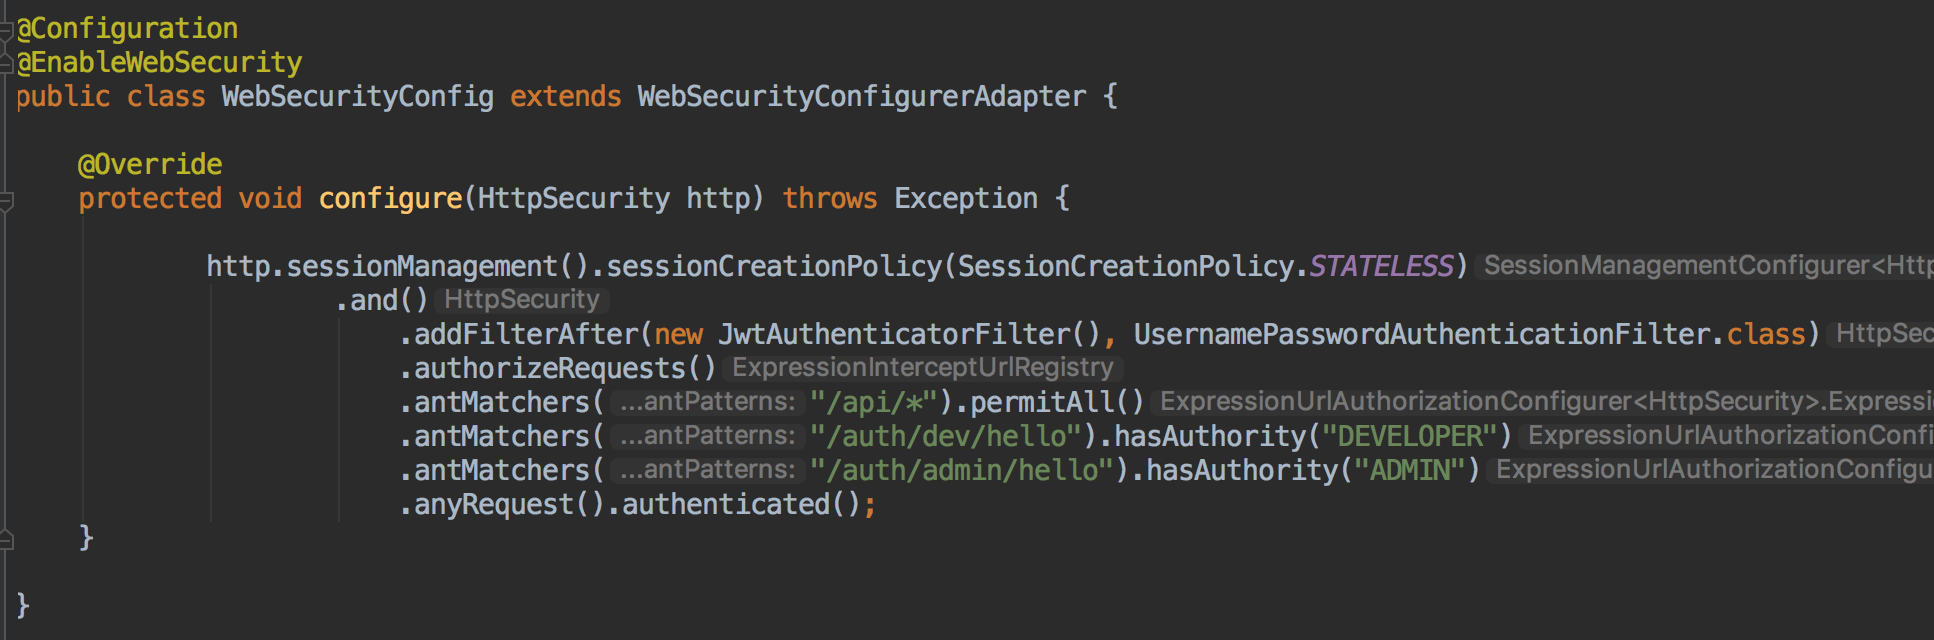 @Configuration
@EnableWebSecurity
public class WebSecurityConfig extends WebSecurityConfigurerAdapter {
@Override
protected void configure(HttpSecurity http) throws Exception {
http.sessionManagement().sessionCreationPolicy(SessionCreationPolicy.STATELESS) SessionManagementConfigurer<Http
.and() HttpSecurity
.addFilterAfter(new JwtAuthenticatorFilter(), UsernamePasswordAuthenticationFilter.class) HttpSec
.authorizeRequests() ExpressionInterceptUrlRegistry
.antMatchers( ...antPatterns: "/api/*").permitAll() ExpressionUrlAuthorizationConfigurer<HttpSecurity>.Expressi
.antMatchers( ...antPatterns: "/auth/dev/hello").hasAuthority("DEVELOPER") ExpressionUrlAuthorizationConfi
.antMatchers( ...antPatterns: "/auth/admin/hello").hasAuthority("ADMIN") ExpressionUrlAuthorizationConfigu
.anyRequest().authenticated();
}
}